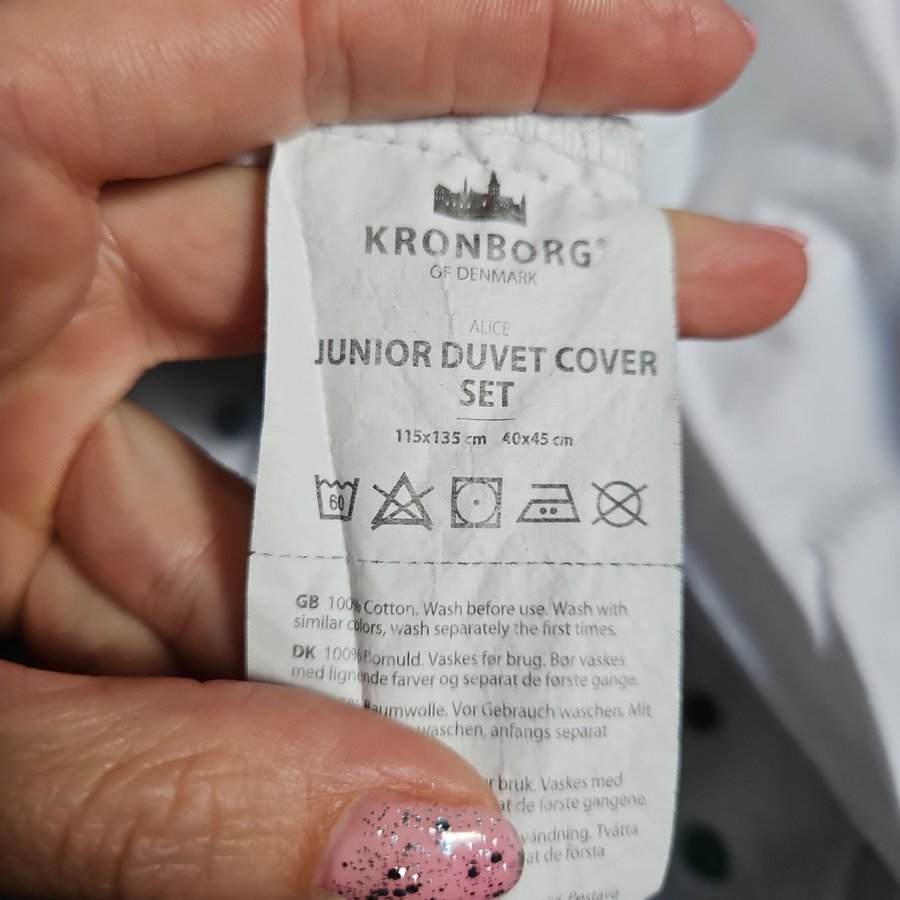 KRONBORG®
OF DENMARK
ALICE
JUNIOR DUVET COVER
SET
115x135 cm 40x45 cm
60
GB 100% Cotton. Wash before use. Wash with
similar colors, wash separately the first times.
DK 100% Bomuld. Vaskes før brug. Bør vaskes
med lignende farver og separat de første gange.
Baumwolle. Vor Gebrauch waschen. Mit
waschen, anfangs separat
bruk. Vaskes med
de første gangene.
Tvätta
de första
Pestävä